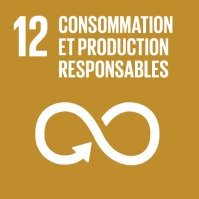 12 CONSOMMATION
ET PRODUCTION
RESPONSABLES